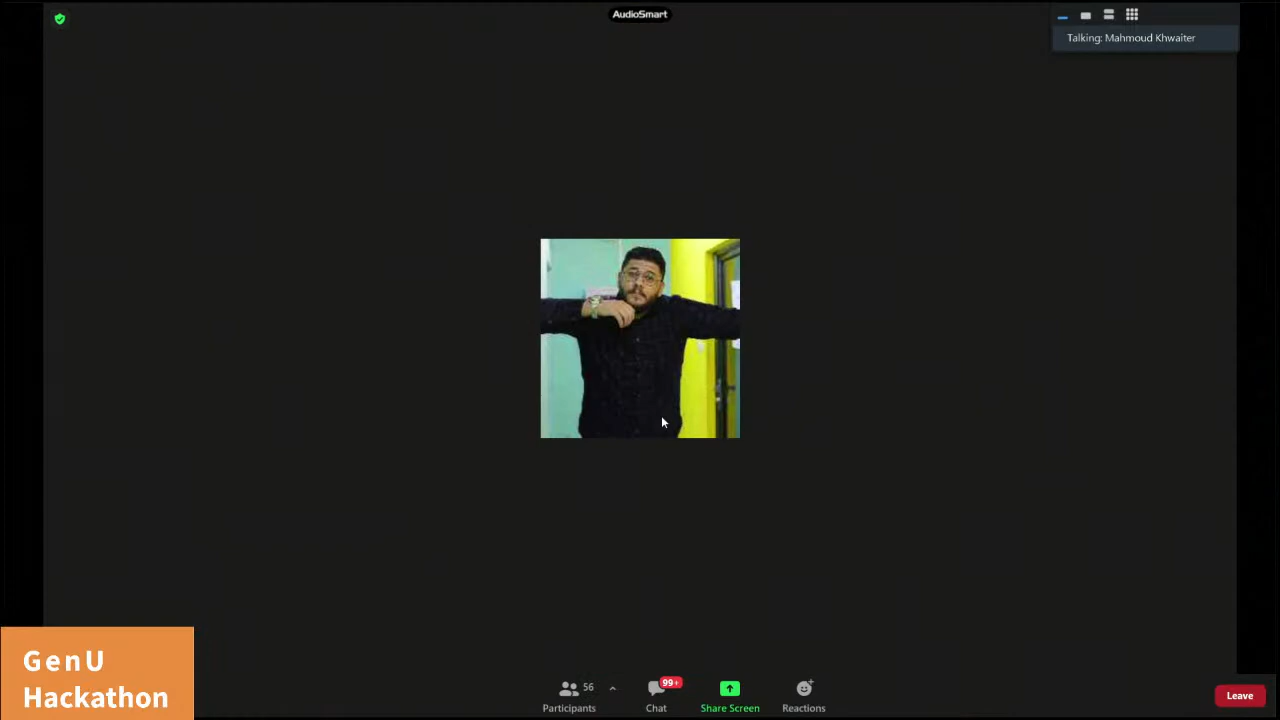 AudioSmart
Talking: Mahmoud Khwaiter
GenU
Hackathon
56
Participants
99+
Chat
Share Screen
Reactions
Leave